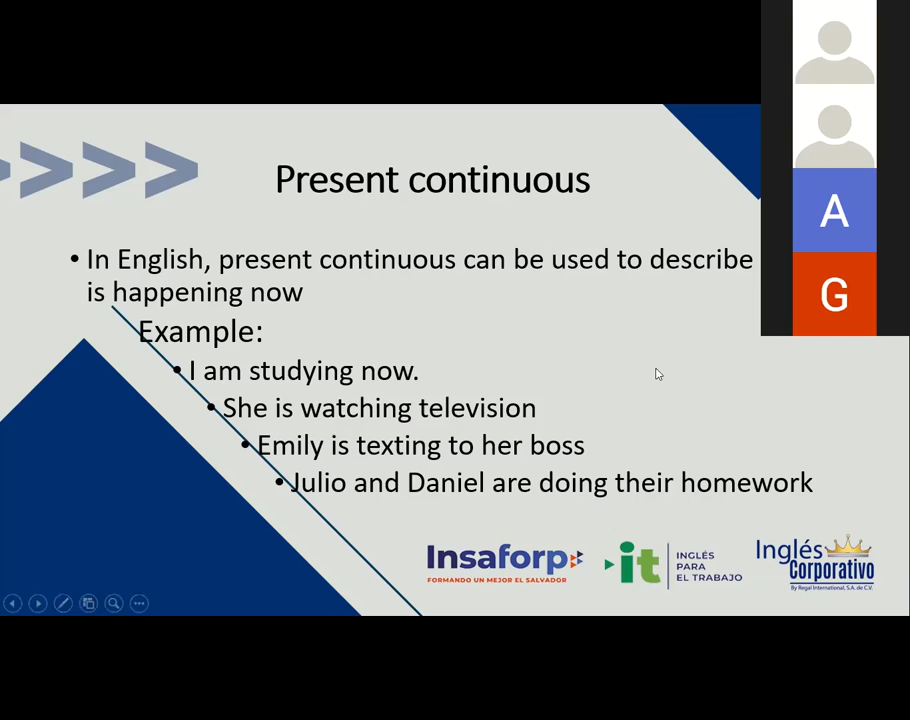 Present continuous
• In English, present continuous can be used to describe
is happening now
Example:
• I am studying now.
• She is watching television
• Emily is texting to her boss
• Julio and Daniel are doing their homework
A
G
Insaforp
FORMANDO UN MEJOR EL SALVADOR
it
INGLÉS
PARA
EL TRABAJO
Inglés
Corporativo
By Regal International, S.A. de C.V.